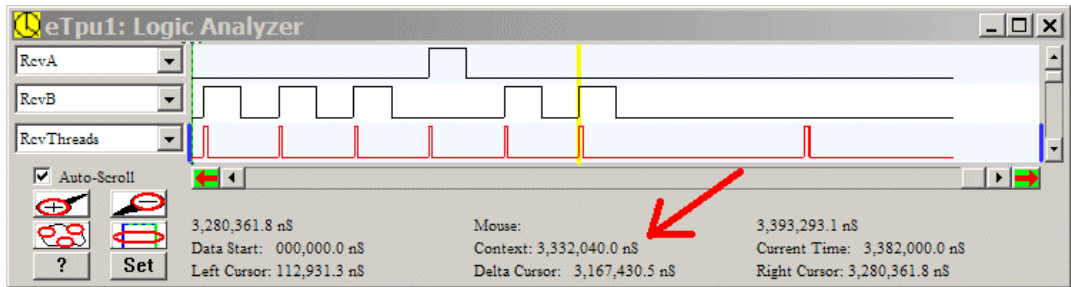 eTpu1: Logic Analyzer
RcvA
RcvB
RcvThreads
Auto-Scroll
? Set
3,280,361.8 nS Mouse: 3,393,293.1 nS
Data Start: 000,000.0 nS Context: 3,332,040.0 nS Current Time: 3,382,000.0 nS
Left Cursor: 112,931.3 nS Delta Cursor: 3,167,430.5 nS Right Cursor: 3,280,361.8 nS